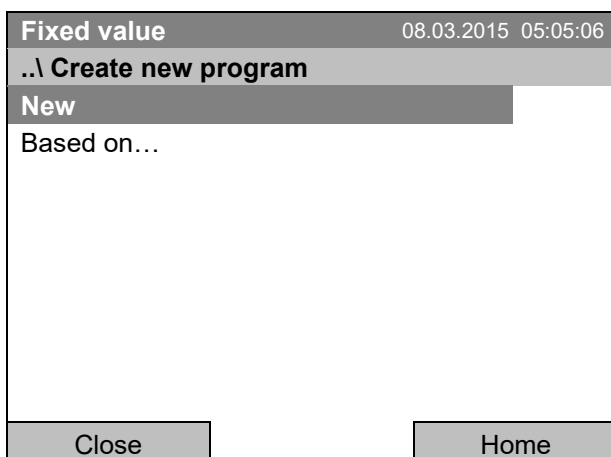 Fixed value 08.03.2015 05:05:06
..\ Create new program
New
Based on…
Close Home